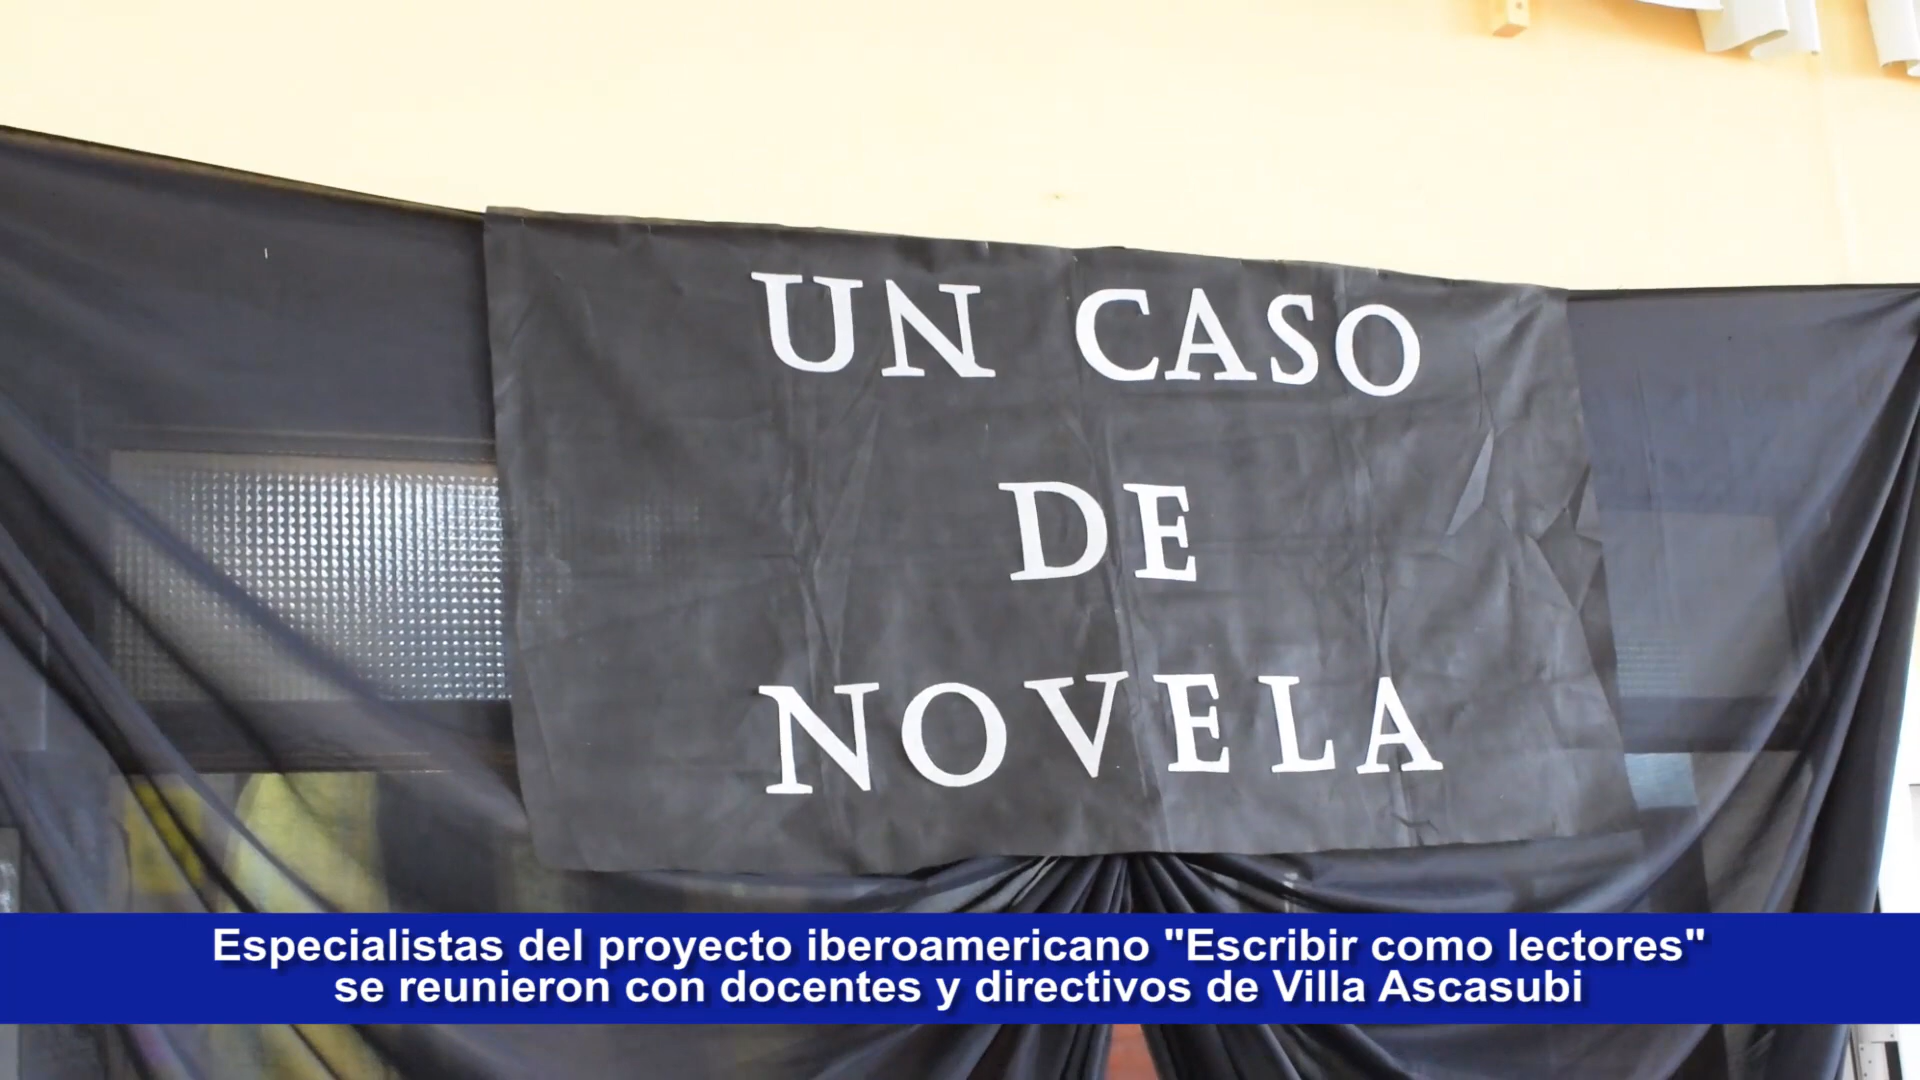 UN CASO
DE
NOVELA
Especialistas del proyecto iberoamericano "Escribir como lectores"
se reunieron con docentes y directivos de Villa Ascasubi